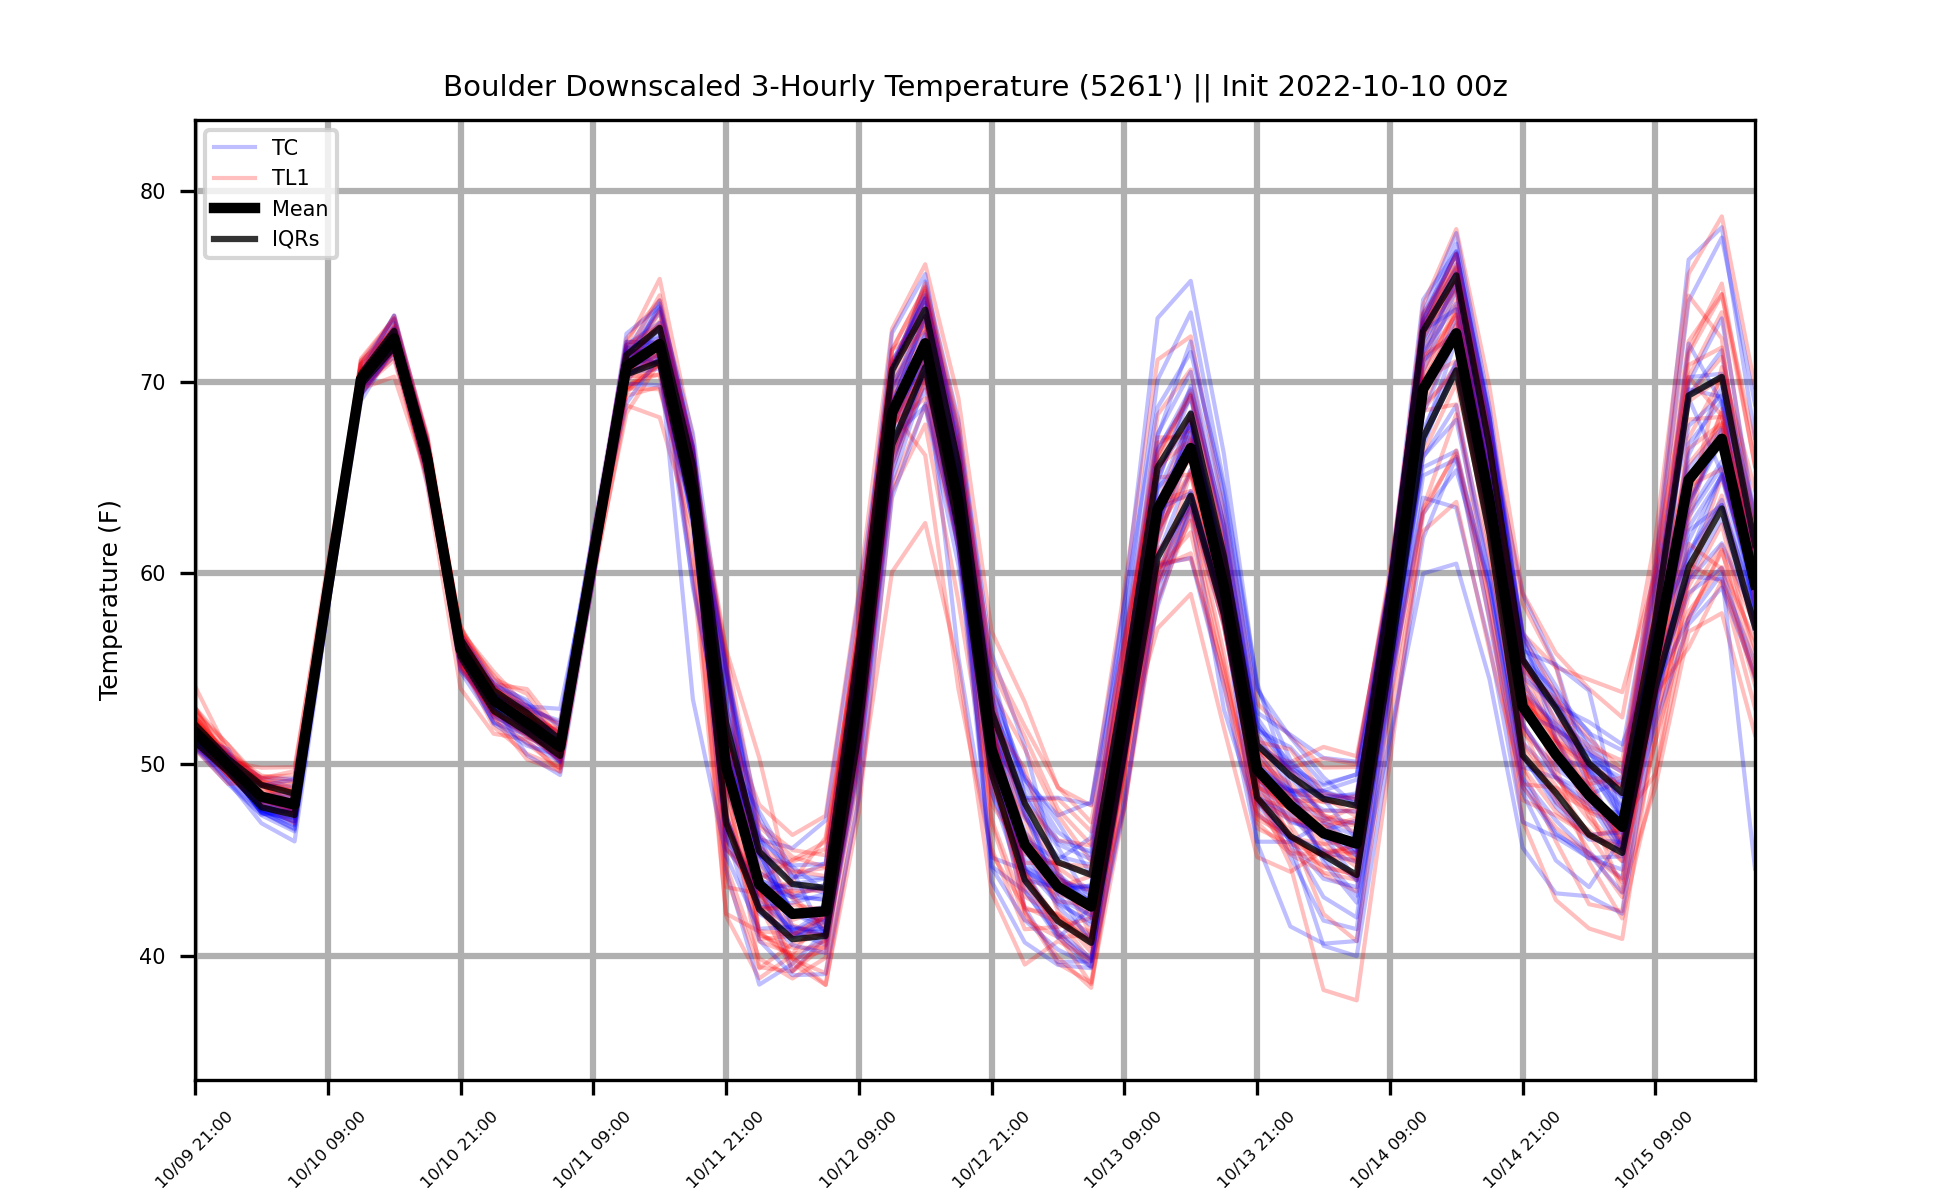 Boulder Downscaled 3-Hourly Temperature (5261') || Init 2022-10-10 00z
TC
TL1
Mean
IQRs
Temperature (F)
80
70
60
50
40
10/09 21:00
10/10 09:00
10/10 21:00
10/11 09:00
10/11 21:00
10/12 09:00
10/12 21:00
10/13 09:00
10/13 21:00
10/14 09:00
10/14 21:00
10/15 09:00